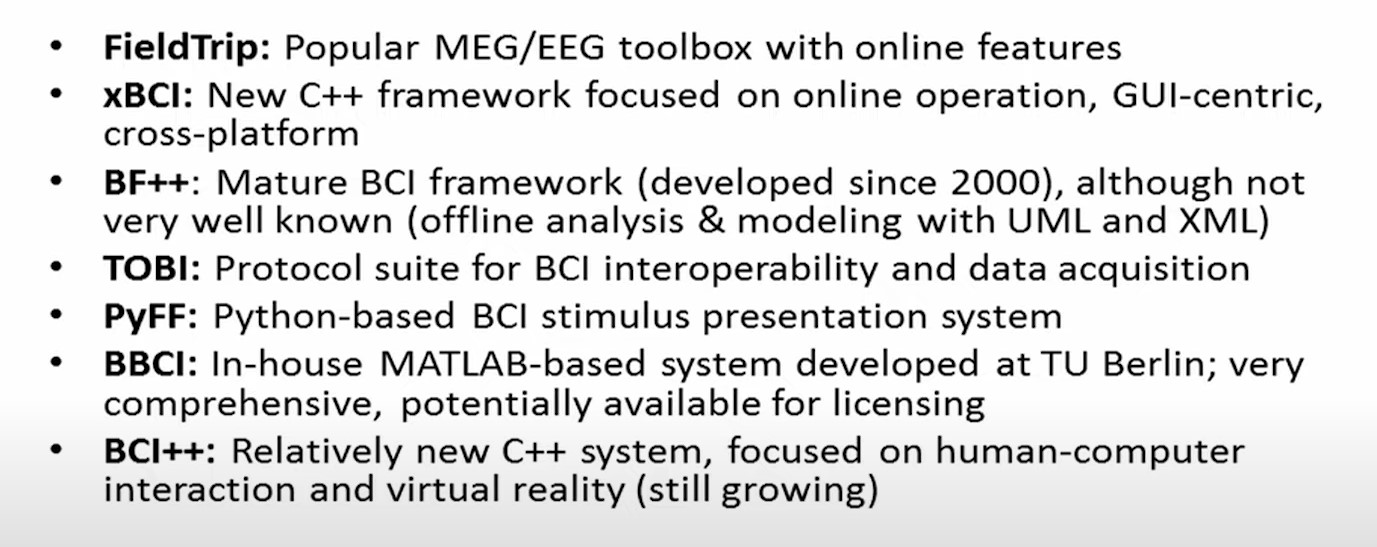 • FieldTrip: Popular MEG/EEG toolbox with online features
• xBCI: New C++ framework focused on online operation, GUI-centric,
cross-platform
• BF++: Mature BCI framework (developed since 2000), although not
very well known (offline analysis & modeling with UML and XML)
• TOBI: Protocol suite for BCI interoperability and data acquisition
• PyFF: Python-based BCI stimulus presentation system
• BBCI: In-house MATLAB-based system developed at TU Berlin; very
comprehensive, potentially available for licensing
• BCI++: Relatively new C++ system, focused on human-computer
interaction and virtual reality (still growing)